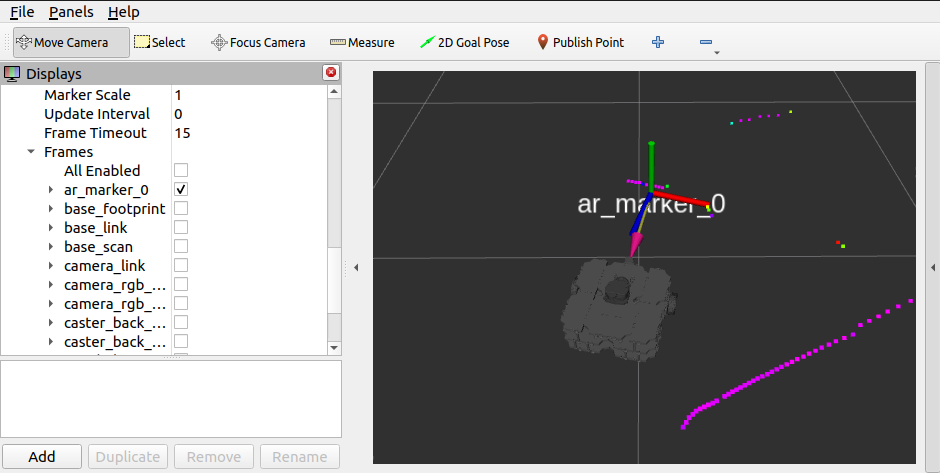 File Panels Help
Move Camera Select Focus Camera Measure 2D Goal Pose Publish Point
Displays
Marker Scale 1
Update Interval 0
Frame Timeout 15
Frames
All Enabled
ar_marker_0
base_footprint
base_link
base_scan
camera_link
camera_rgb_...
camera_rgb_...
caster_back_...
caster_back_...
ar_marker_0
Add Duplicate Remove Rename